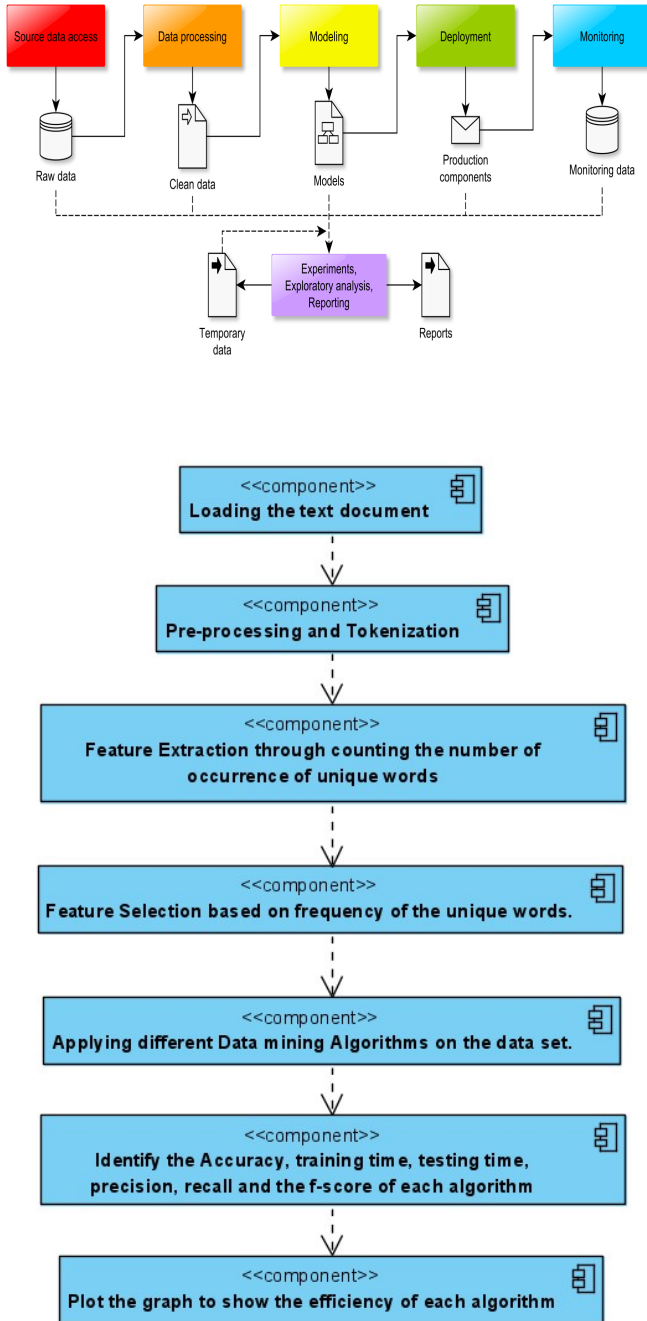 Source data access
Data processing
Modeling
Deployment
Monitoring
Raw data
Clean data
Models
Production
components
Monitoring data
Experiments,
Exploratory analysis,
Reporting
Temporary
data
Reports
<<component>>
Loading the text document
<<component>>
Pre-processing and Tokenization
<<component>>
Feature Extraction through counting the number of
occurrence of unique words
<<component>>
Feature Selection based on frequency of the unique words.
<<component>>
Applying different Data mining Algorithms on the data set.
<<component>>
Identify the Accuracy, training time, testing time,
precision, recall and the f-score of each algorithm
<<component>>
Plot the graph to show the efficiency of each algorithm